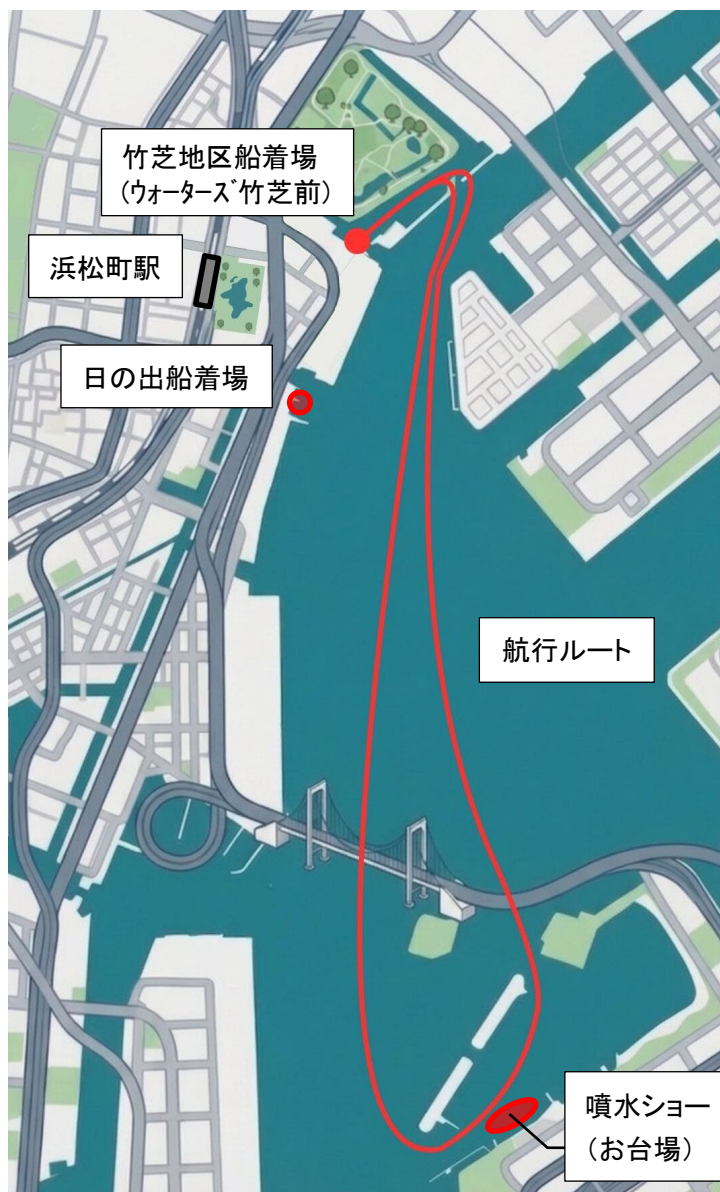 竹芝地区船着場
(ｳｫｰﾀｰｽﾞ竹芝前)
浜松町駅
日の出船着場
航行ルート
噴水ショー
(お台場)